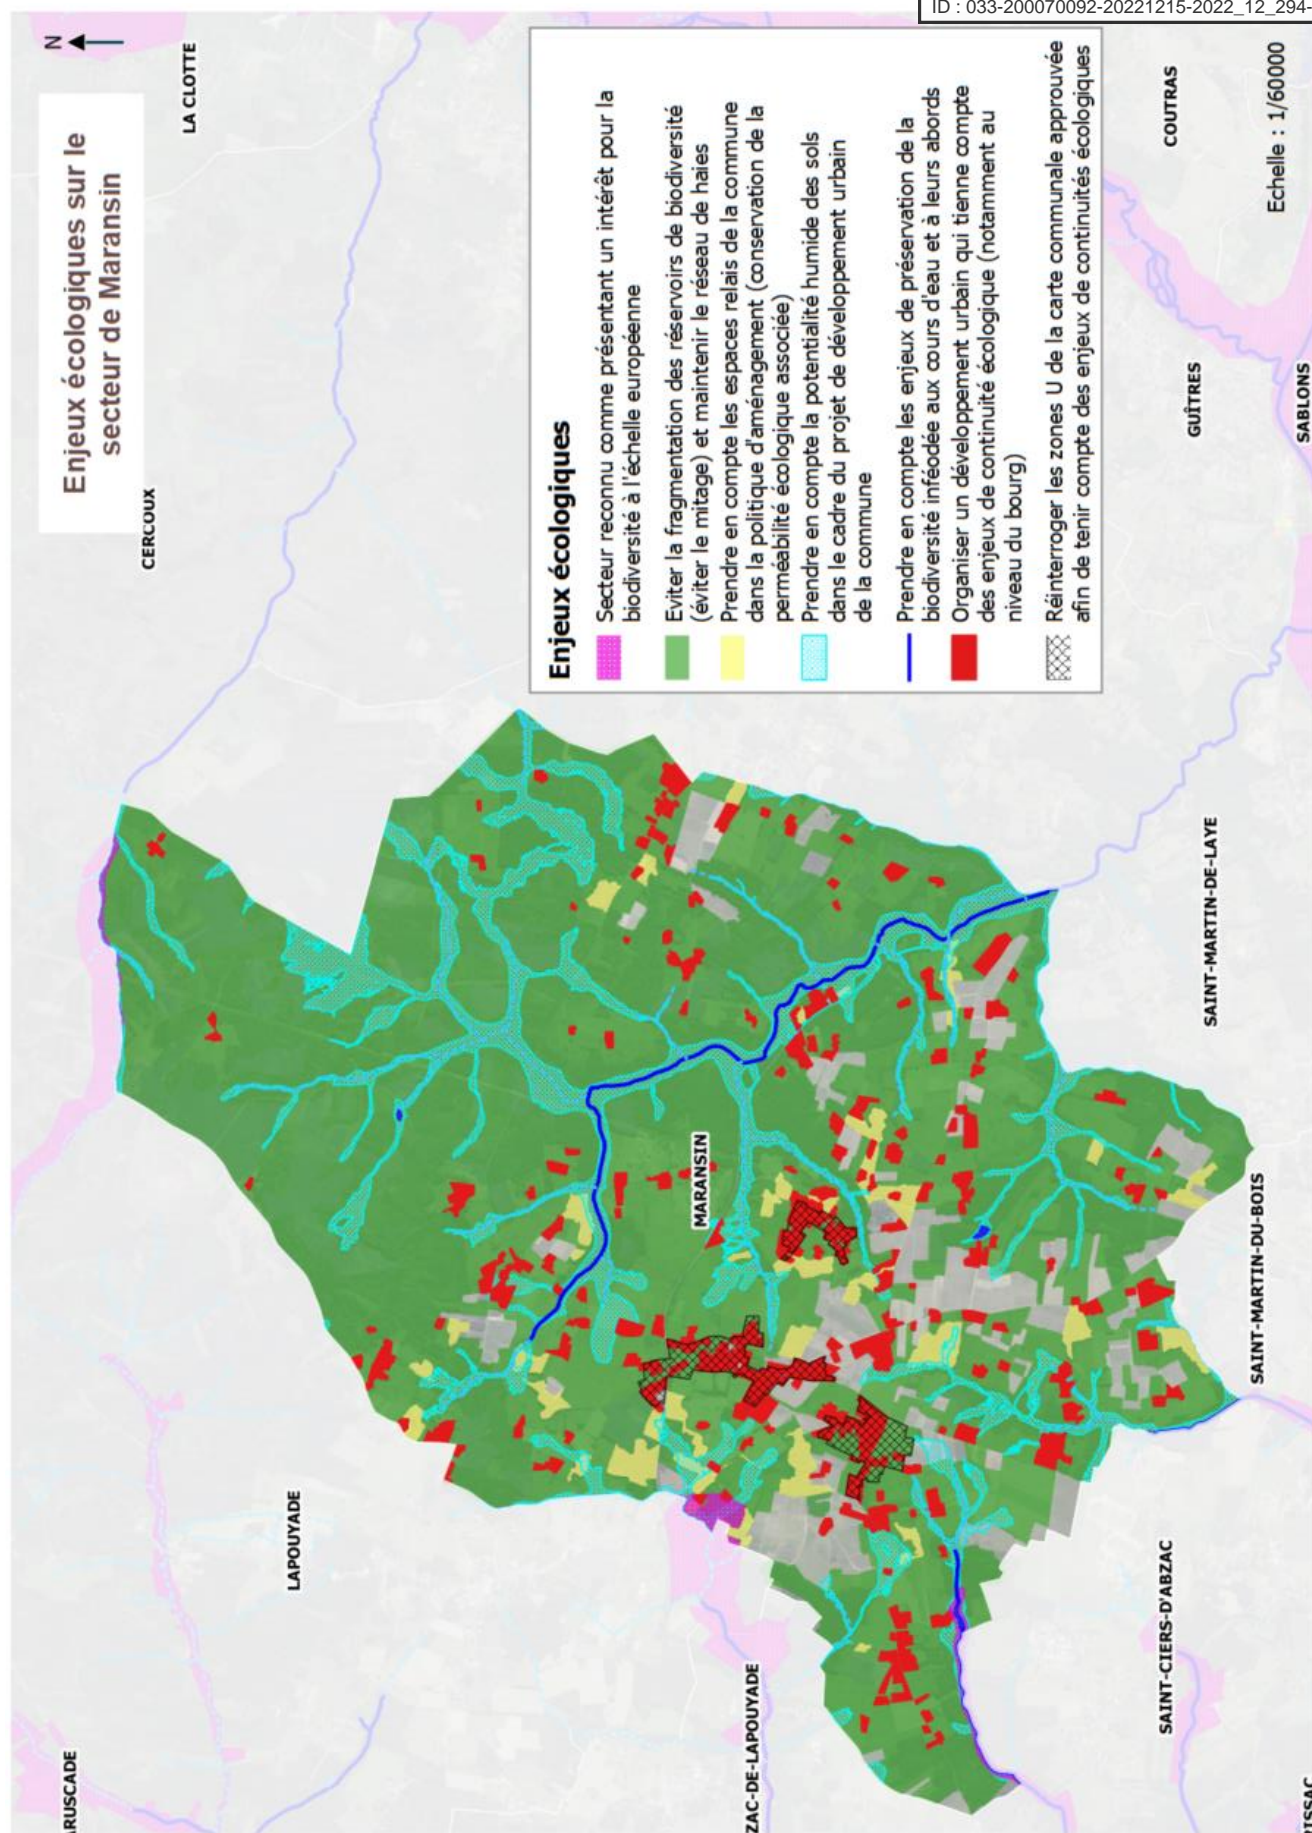 ID : 033-200070092-20221215-2022_12_294-
Enjeux écologiques sur le
secteur de Maransin
N
LA CLOTTE
CERCOUX
LAPOUYADE
MARANSIN
COUTRAS
GUÎTRES
SABLONS
SAINT-MARTIN-DE-LAYE
SAINT-MARTIN-DU-BOIS
SAINT-CIERS-D'ABZAC
ZAC-DE-LAPOUYADE
ARUSCADE
Enjeux écologiques
Secteur reconnu comme présentant un intérêt pour la
biodiversité à l'échelle européenne
Eviter la fragmentation des réservoirs de biodiversité
(éviter le mitage) et maintenir le réseau de haies
Prendre en compte les espaces relais de la commune
dans la politique d'aménagement (conservation de la
perméabilité écologique associée)
Prendre en compte la potentialité humide des sols
dans le cadre du projet de développement urbain
de la commune
Prendre en compte les enjeux de préservation de la
biodiversité inféodée aux cours d'eau et à leurs abords
Organiser un développement urbain qui tienne compte
des enjeux de continuité écologique (notamment au
niveau du bourg)
Réinterroger les zones U de la carte communale approuvée
afin de tenir compte des enjeux de continuités écologiques
Echelle : 1/60000